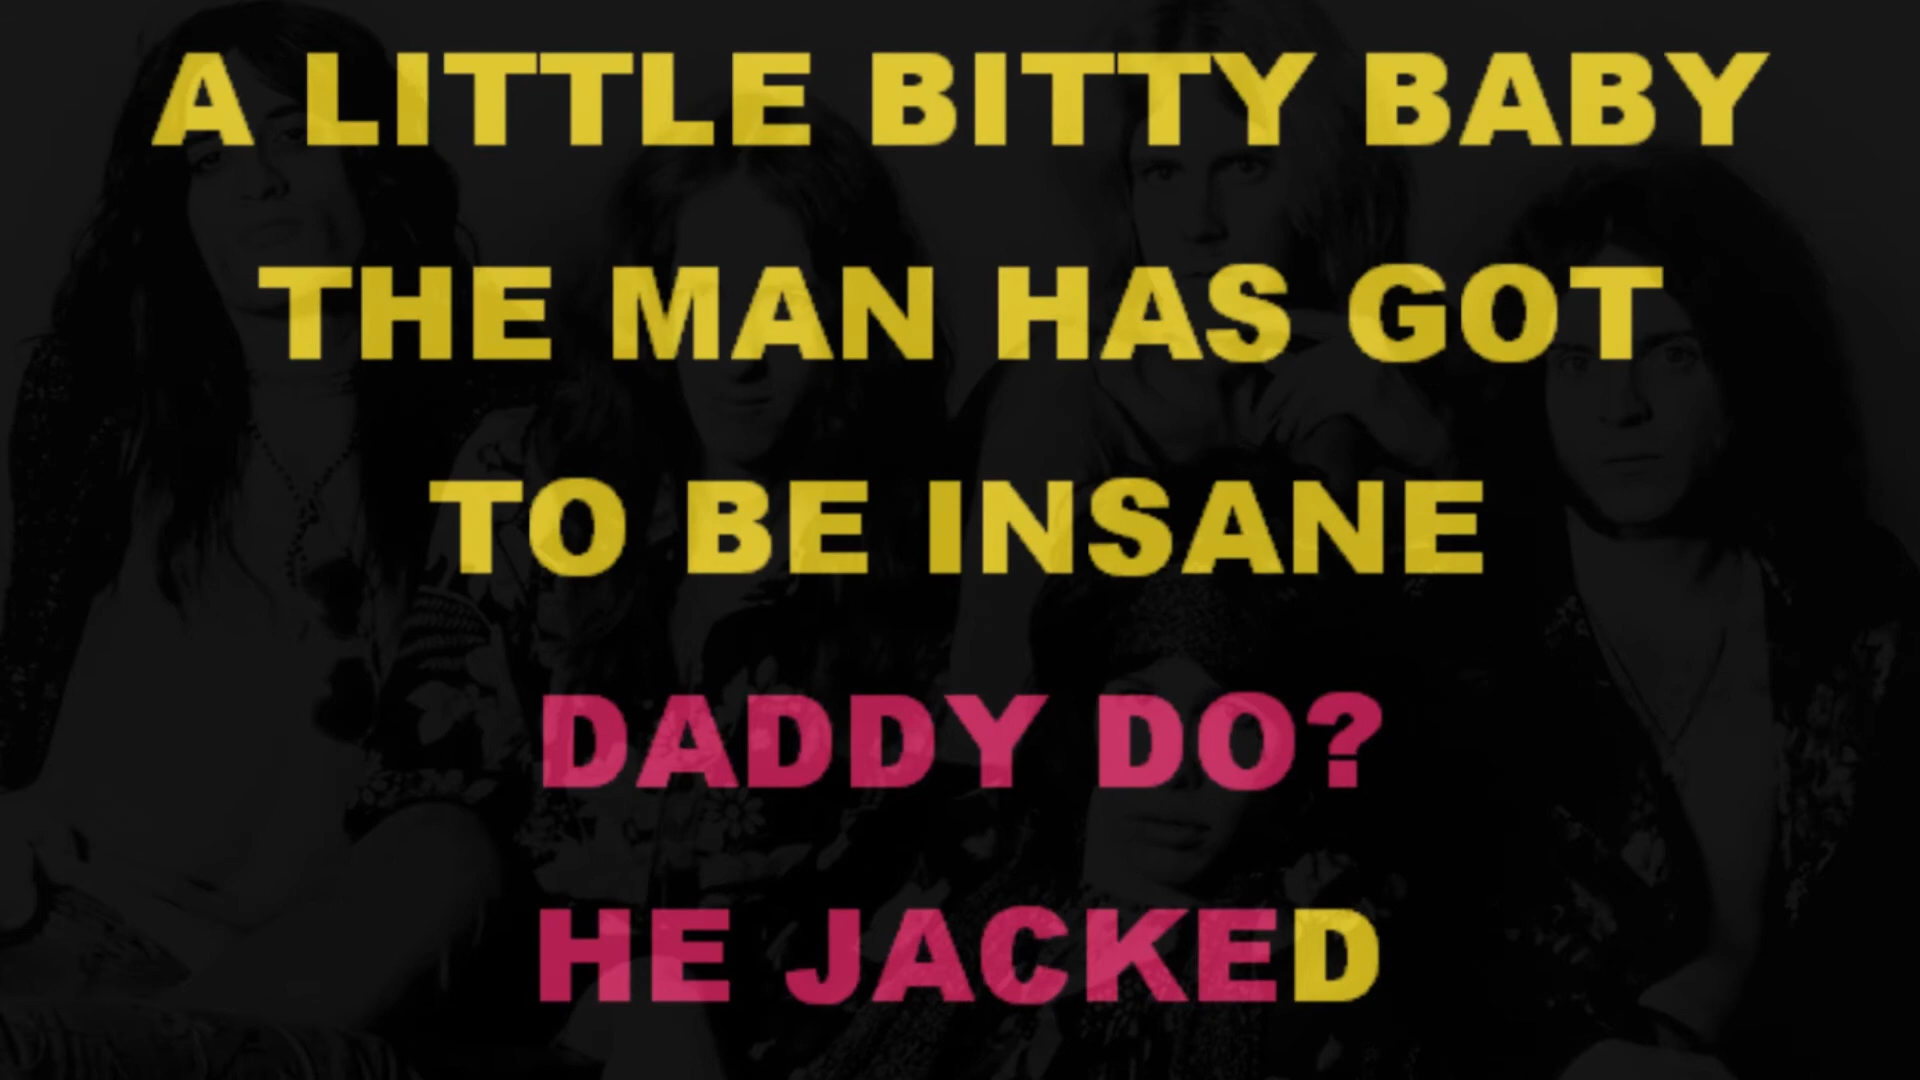 A LITTLE BITTY BABY
THE MAN HAS GOT
TO BE INSANE
DADDY DO?
HE JACKED